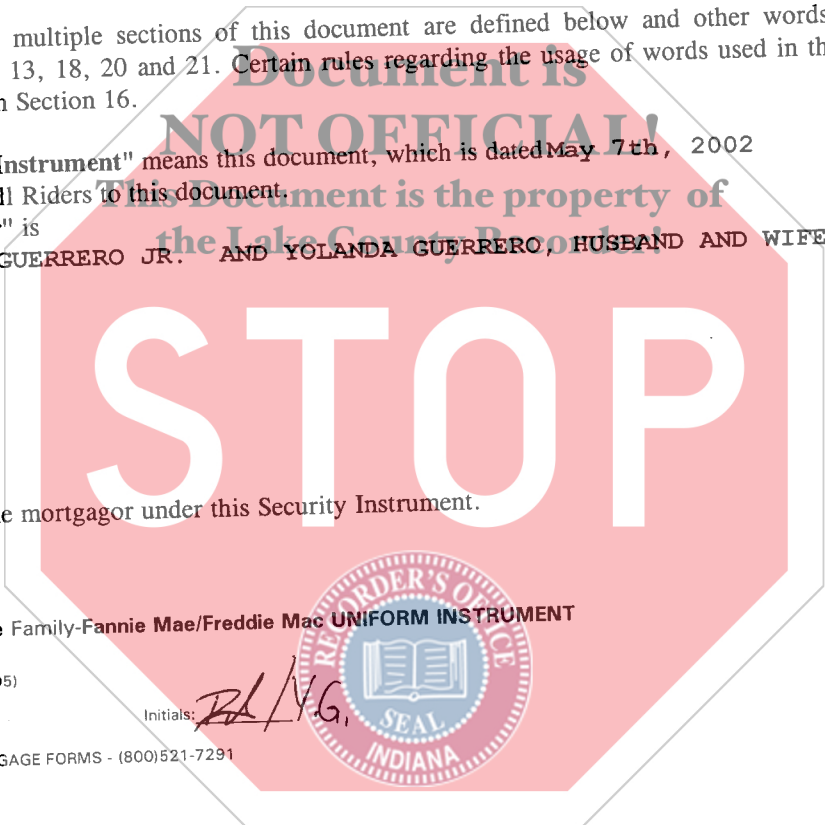 multiple sections of this document are defined below and other words
13, 18, 20 and 21. Certain rules regarding the usage of words used in th
n Section 16.
Document is
NOT OFFICIAL!
This Document is the property of
the Lake County Recorder!
Instrument" means this document, which is dated May 7th, 2002
ll Riders to this document.
" is
GUERRERO JR. AND YOLANDA GUERRERO, HUSBAND AND WIFE
STOP
e mortgagor under this Security Instrument.
e Family-Fannie Mae/Freddie Mac UNIFORM INSTRUMENT
05)
Initials: Y.G.
GAGE FORMS - (800)521-7291
RECORDER'S OFFICE
SEAL
INDIANA